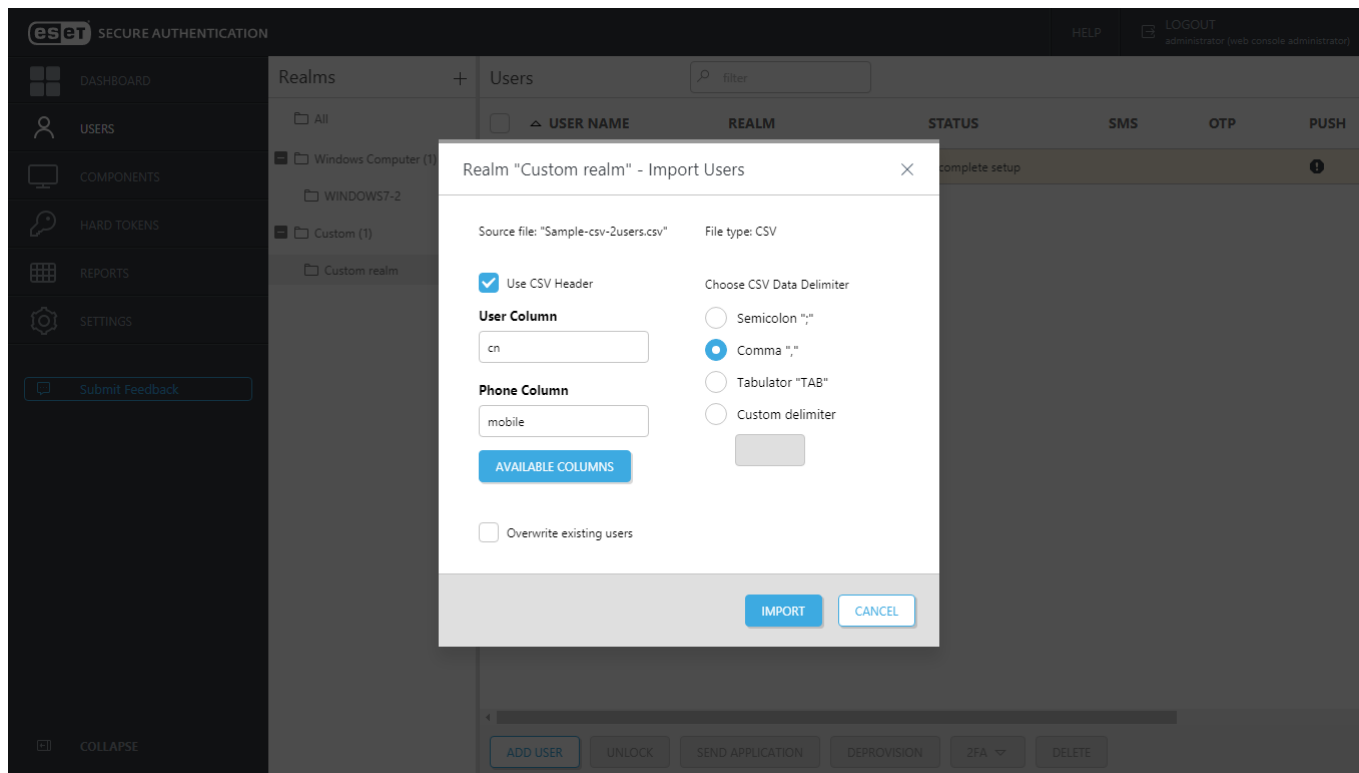 eset SECURE AUTHENTICATION
HELP
LOGOUT
administrator (web console administrator)
DASHBOARD
USERS
COMPONENTS
HARD TOKENS
REPORTS
SETTINGS
Submit Feedback
COLLAPSE
Realms
All
Windows Computer (1)
WINDOWS7-2
Custom (1)
Custom realm
Users
filter
USER NAME REALM STATUS SMS OTP PUSH
complete setup
Realm "Custom realm" - Import Users
Source file: "Sample-csv-2users.csv" File type: CSV
Use CSV Header
User Column
cn
Phone Column
mobile
AVAILABLE COLUMNS
Overwrite existing users
Choose CSV Data Delimiter
Semicolon ";"
Comma ","
Tabulator "TAB"
Custom delimiter
IMPORT CANCEL
ADD USER UNLOCK SEND APPLICATION DEPROVISION 2FA DELETE